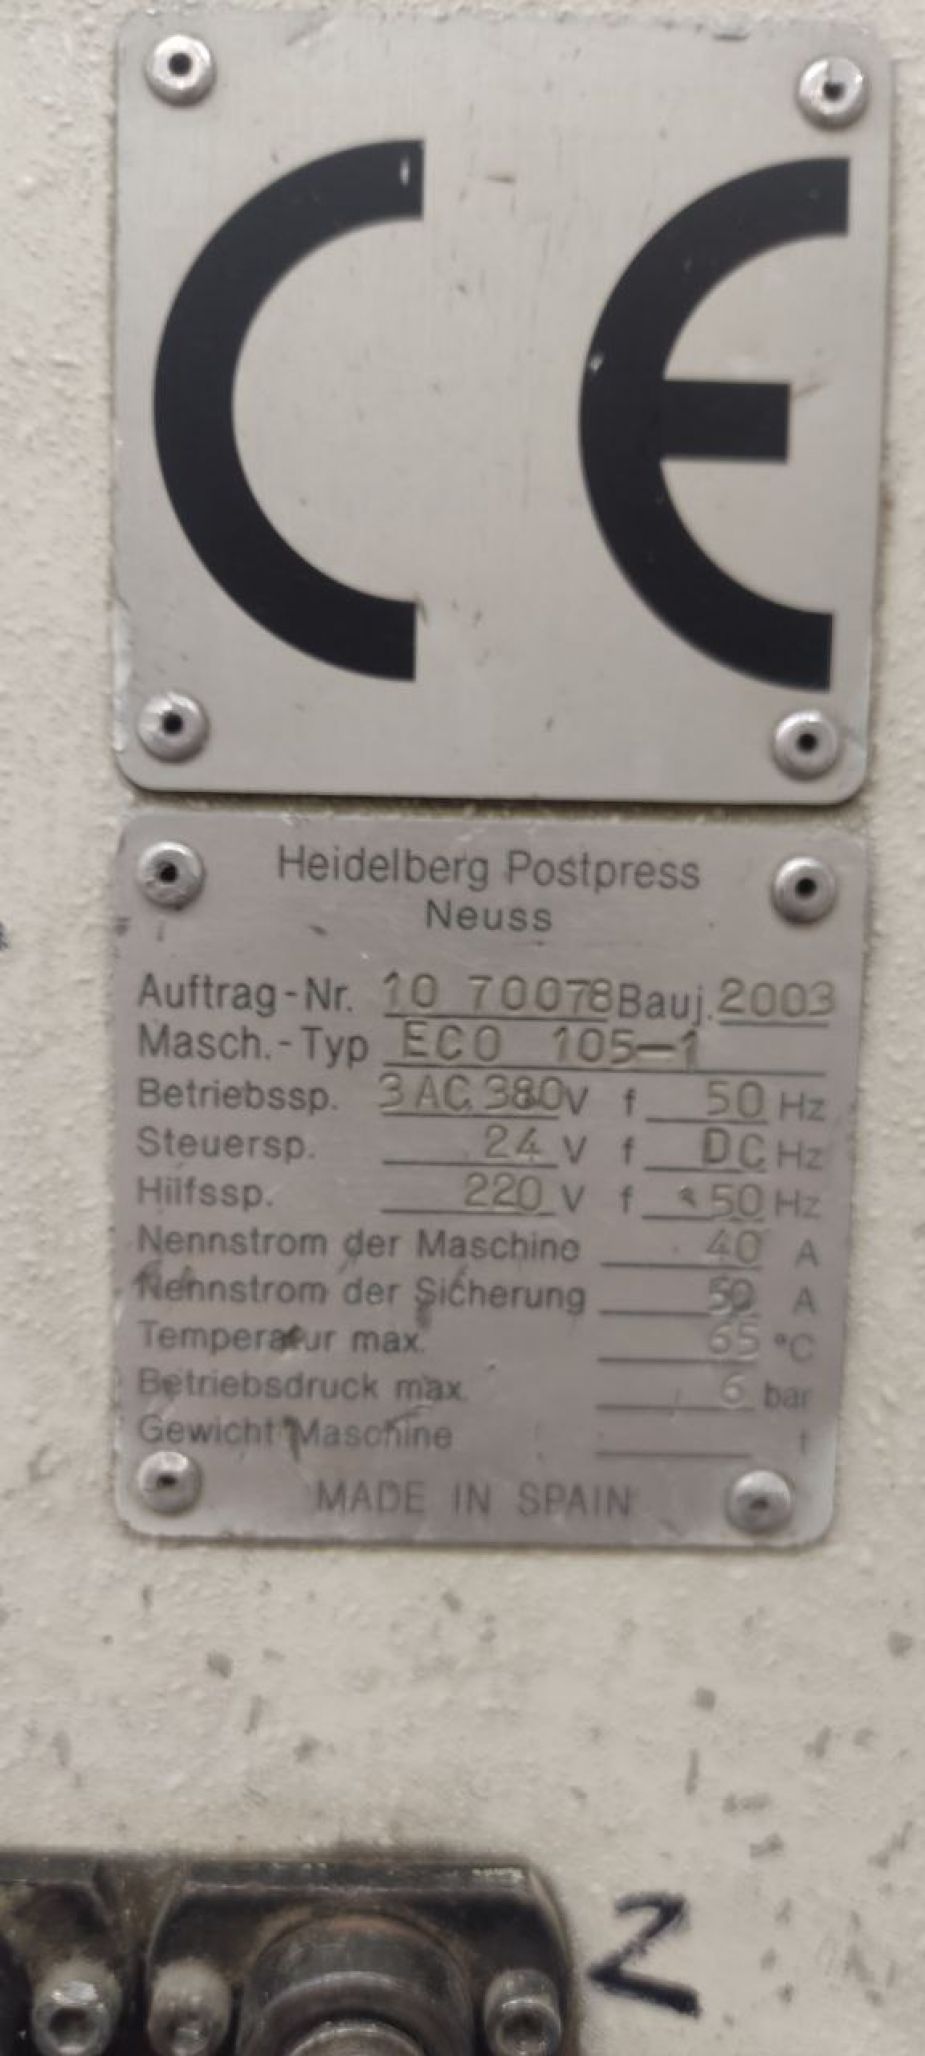 CE
Heidelberg Postpress
Neuss
Auftrag-Nr. 10 70078 Bauj. 2003
Masch.-Typ ECO 105-1
Betriebssp. 3 AC 380 V f 50 Hz
Steuersp. 24 V f DC Hz
Hilfssp. 220 V f 50 Hz
Nennstrom der Maschine 40 A
Nennstrom der Sicherung 50 A
Temperatur max. 65 °C
Betriebsdruck max. 6 bar
Gewicht Maschine t
MADE IN SPAIN
Z